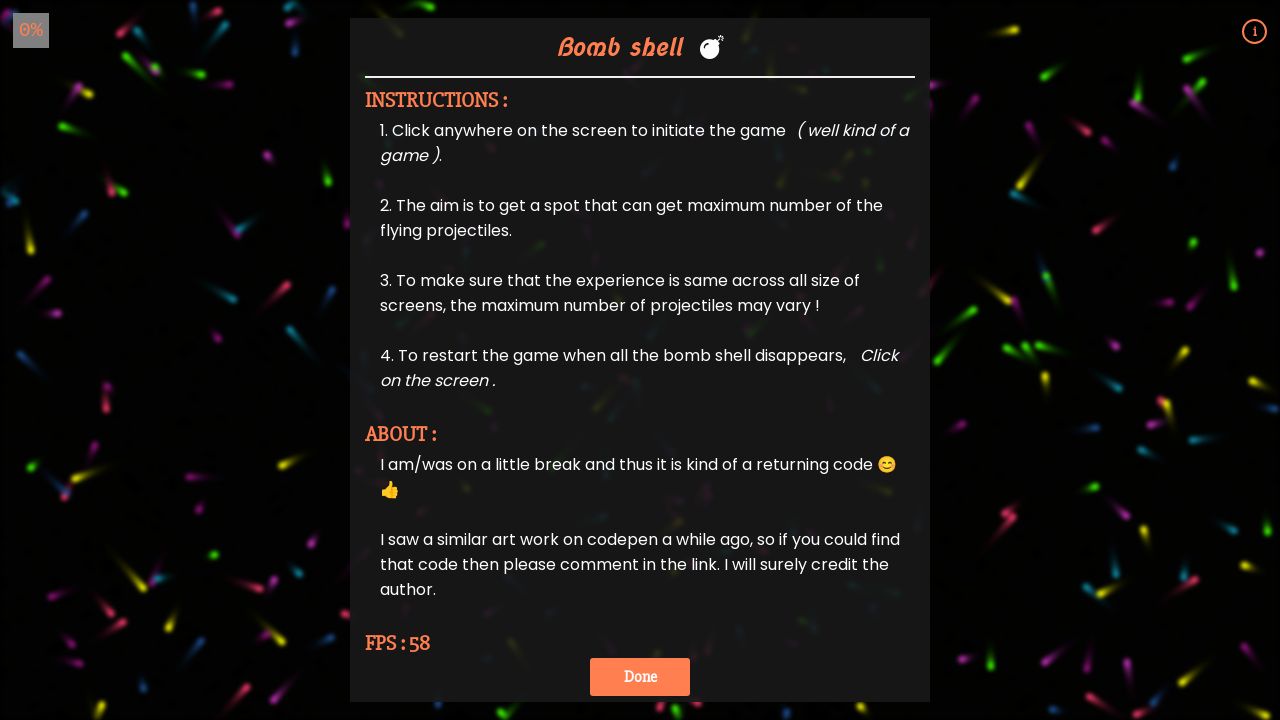 0%
i
Bomb shell 💣
INSTRUCTIONS :
1. Click anywhere on the screen to initiate the game ( well kind of a
game ).
2. The aim is to get a spot that can get maximum number of the
flying projectiles.
3. To make sure that the experience is same across all size of
screens, the maximum number of projectiles may vary !
4. To restart the game when all the bomb shell disappears, Click
on the screen .
ABOUT :
I am/was on a little break and thus it is kind of a returning code 😊
👍
I saw a similar art work on codepen a while ago, so if you could find
that code then please comment in the link. I will surely credit the
author.
FPS : 58
Done